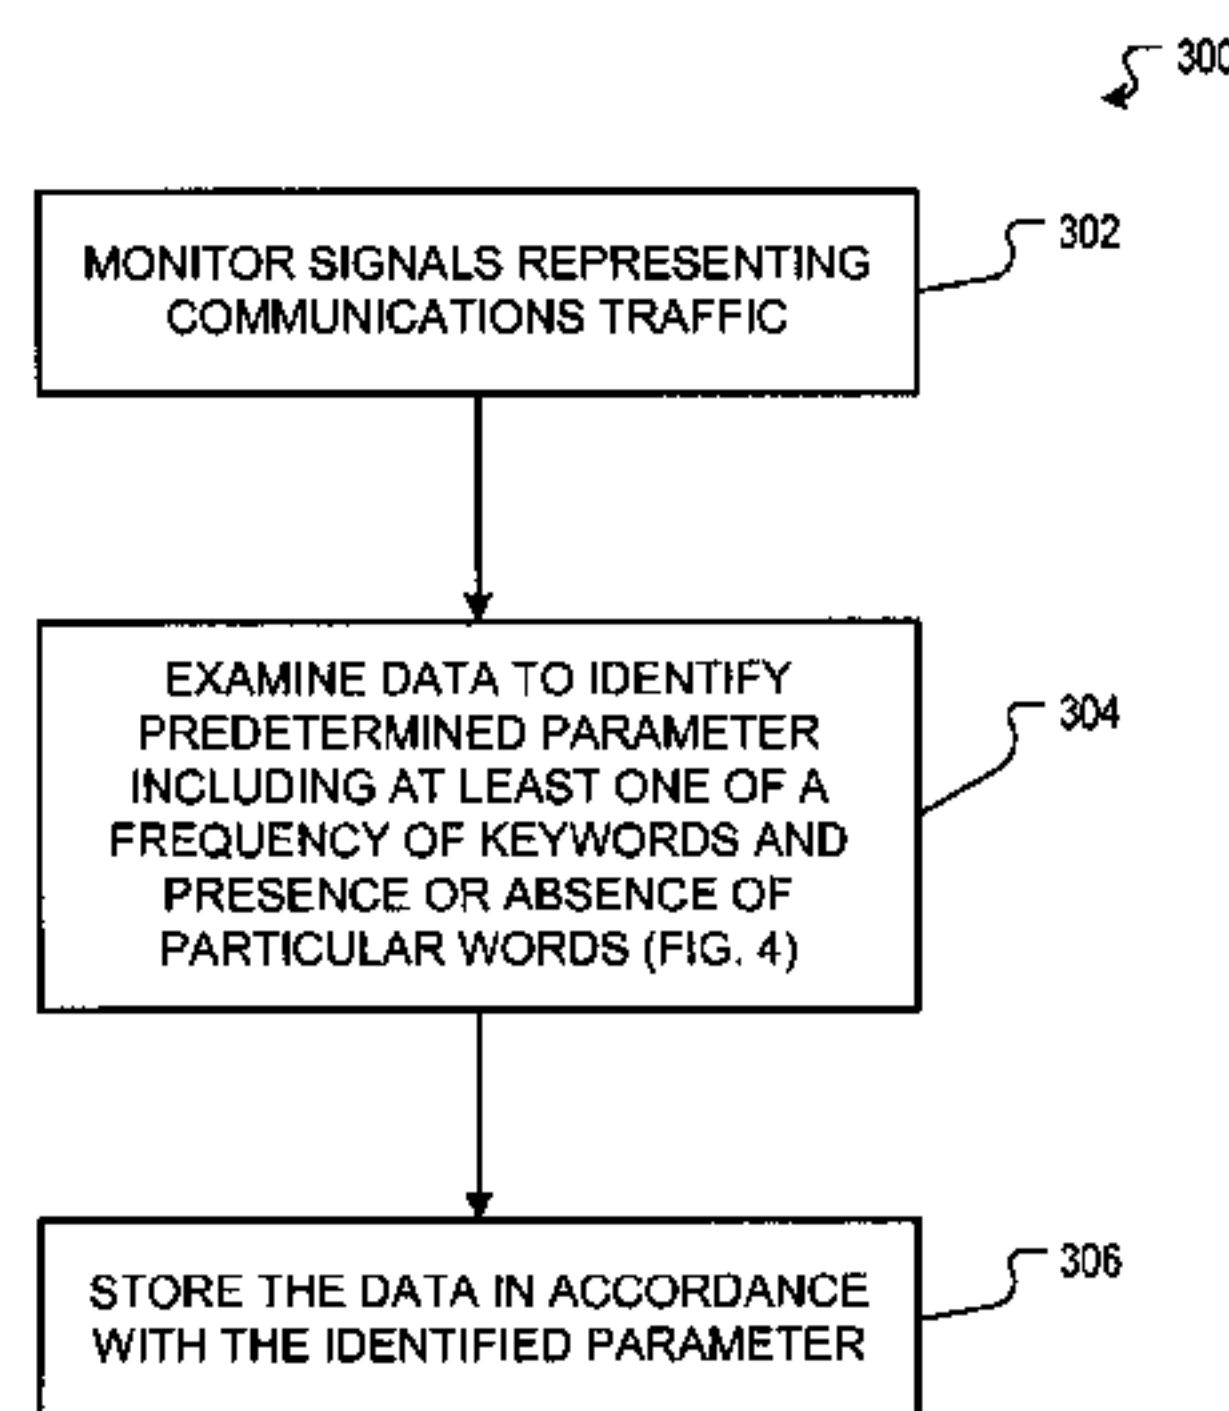 300
MONITOR SIGNALS REPRESENTING
COMMUNICATIONS TRAFFIC
302
EXAMINE DATA TO IDENTIFY
PREDETERMINED PARAMETER
INCLUDING AT LEAST ONE OF A
FREQUENCY OF KEYWORDS AND
PRESENCE OR ABSENCE OF
PARTICULAR WORDS (FIG. 4)
304
STORE THE DATA IN ACCORDANCE
WITH THE IDENTIFIED PARAMETER
306